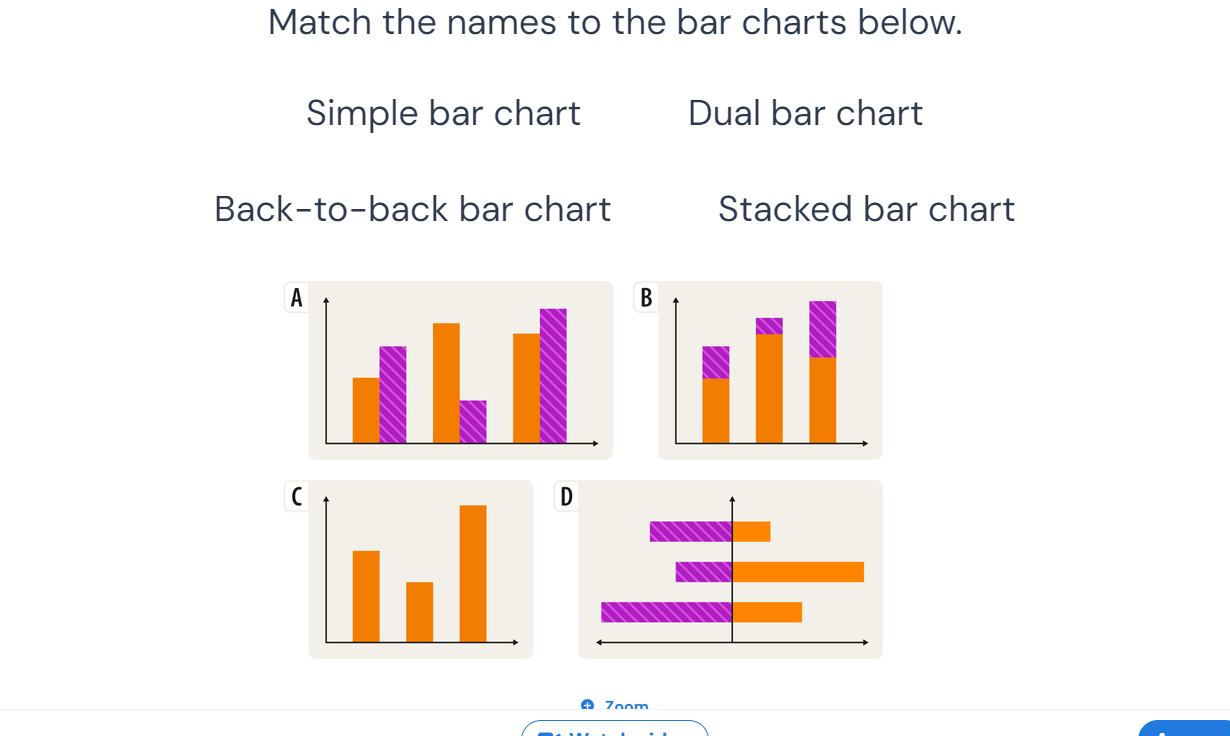 Match the names to the bar charts below.
Simple bar chart
Dual bar chart
Back-to-back bar chart
Stacked bar chart
A
B
C
D
Zoom